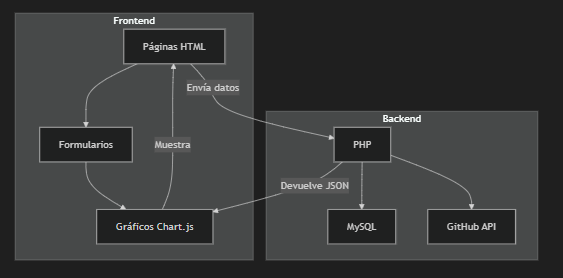 Frontend
Páginas HTML
Envía datos
Backend
Formularios
Muestra
PHP
Devuelve JSON
Gráficos Chart.js
MySQL
GitHub API